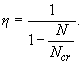 η = 1 / (1 − N / N_cr) .